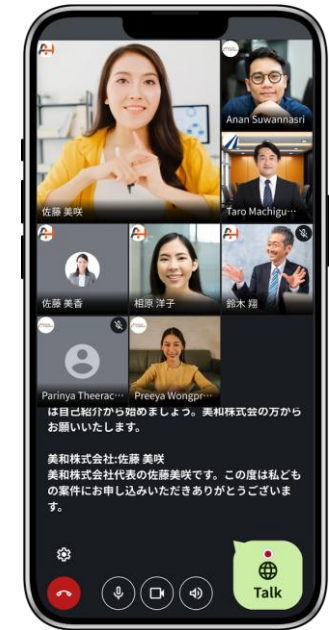 佐藤 美咲
Anan Suwannasri
Taro Machigu…
佐藤 美香
相原 洋子
鈴木 翔
Parinya Theerac…
Preeya Wongpr…
は自己紹介から始めましょう。美和株式会の方から
お願いいたします。
美和株式会社:佐藤 美咲
美和株式会社代表の佐藤美咲です。この度は私ども
の案件にお申し込みいただきありがとうございま
す。
Talk